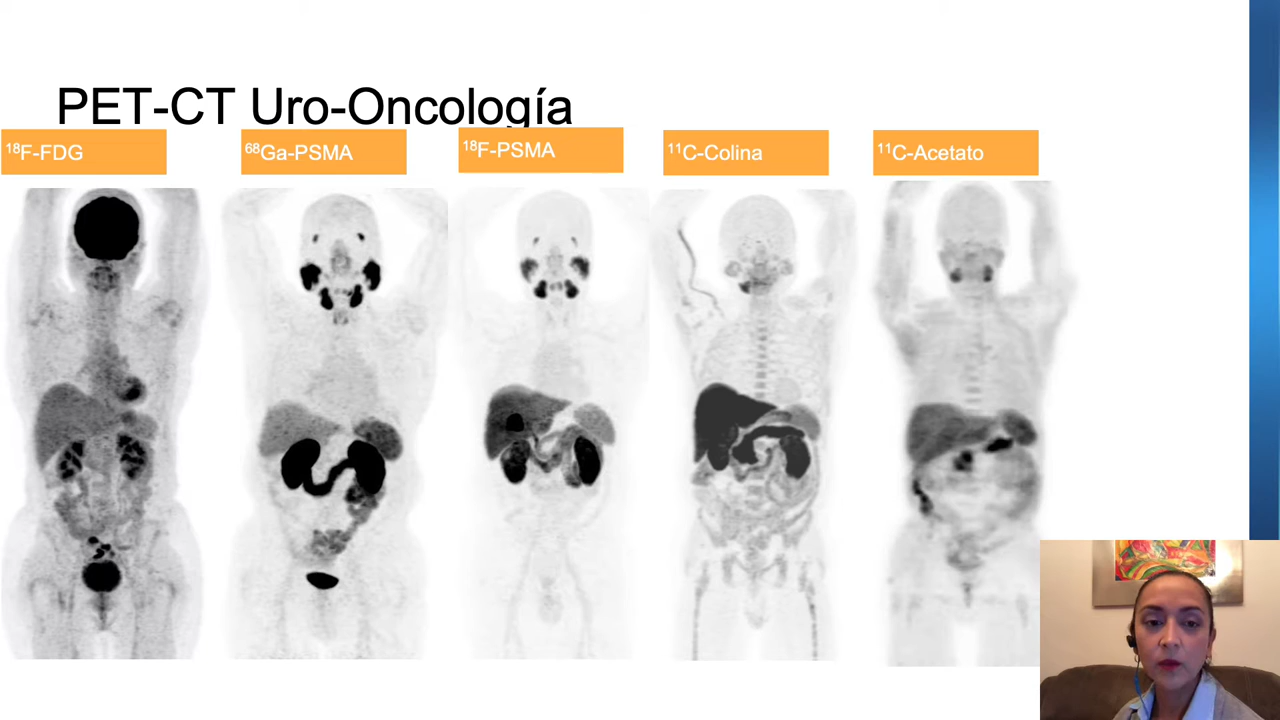 PET-CT Uro-Oncología
¹⁸F-FDG
⁶⁸Ga-PSMA
¹⁸F-PSMA
¹¹C-Colina
¹¹C-Acetato